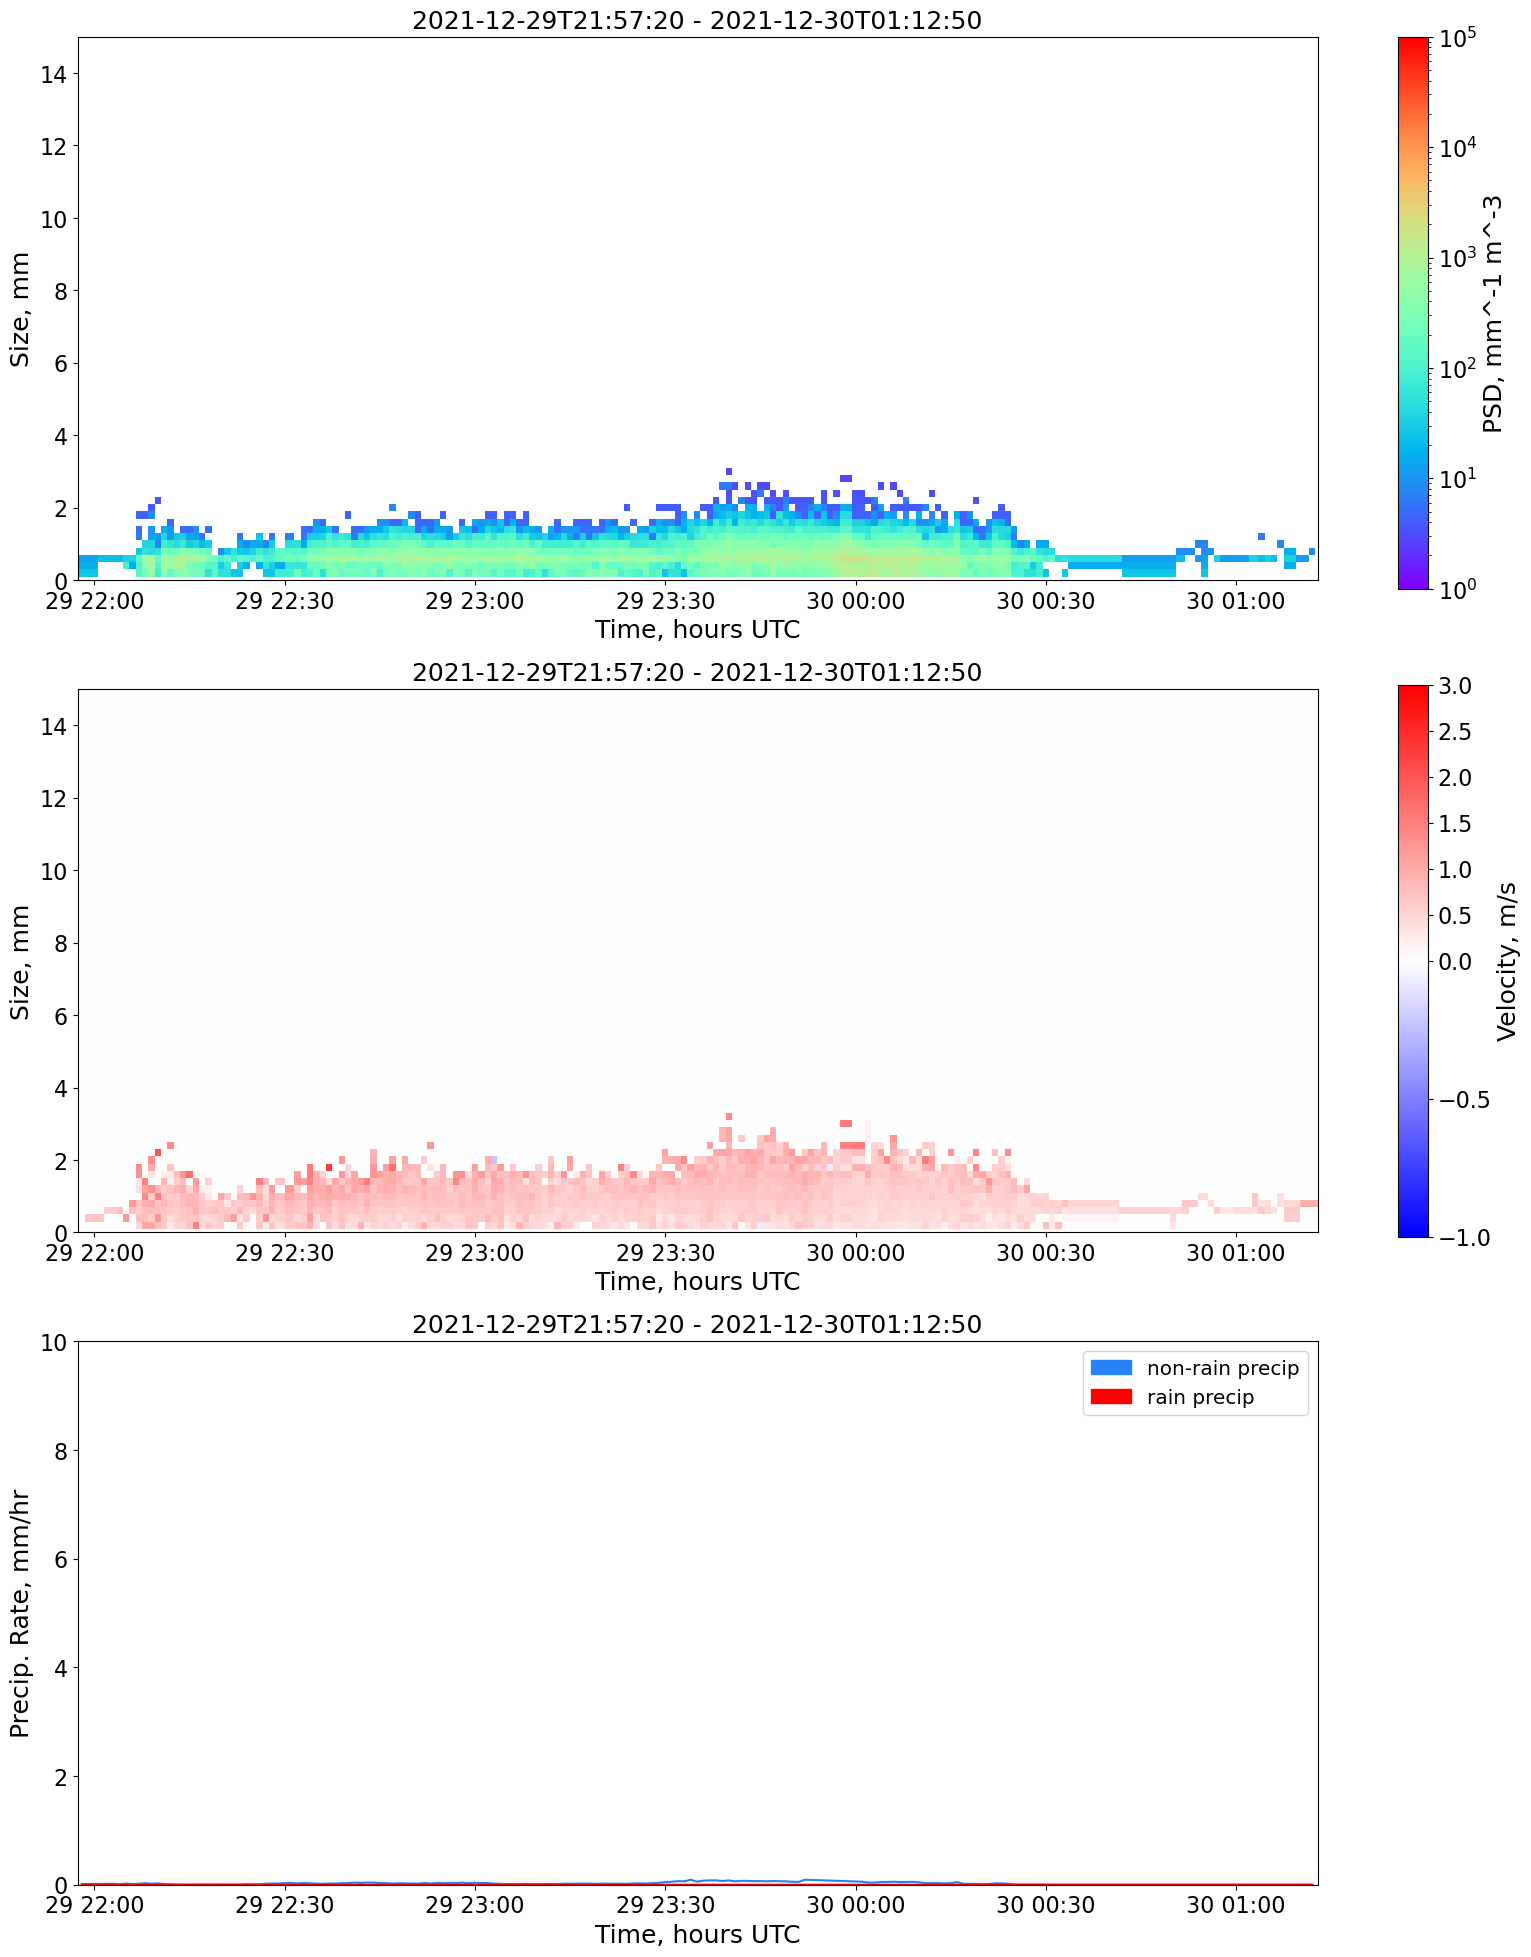 2021-12-29T21:57:20 - 2021-12-30T01:12:50
14
12
10
8
6
4
2
0
Size, mm
29 22:00 29 22:30 29 23:00 29 23:30 30 00:00 30 00:30 30 01:00
Time, hours UTC
10^5
10^4
10^3
10^2
10^1
10^0
PSD, mm^-1 m^-3
2021-12-29T21:57:20 - 2021-12-30T01:12:50
14
12
10
8
6
4
2
0
Size, mm
29 22:00 29 22:30 29 23:00 29 23:30 30 00:00 30 00:30 30 01:00
Time, hours UTC
3.0
2.5
2.0
1.5
1.0
0.5
0.0
−0.5
−1.0
Velocity, m/s
2021-12-29T21:57:20 - 2021-12-30T01:12:50
10
8
6
4
2
0
Precip. Rate, mm/hr
non-rain precip
rain precip
29 22:00 29 22:30 29 23:00 29 23:30 30 00:00 30 00:30 30 01:00
Time, hours UTC